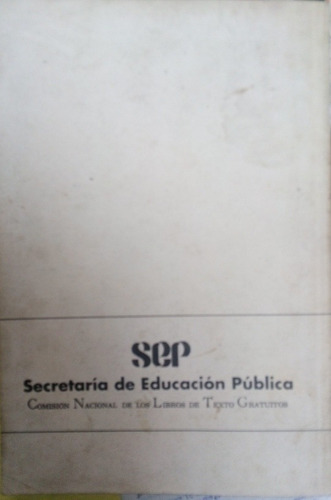 sep
Secretaría de Educación Pública
Comisión Nacional de los Libros de Texto Gratuitos